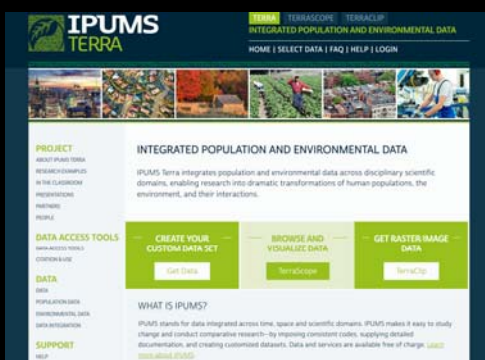 IPUMS
TERRA
TERRA TERRASCOPE TERRACLIP
INTEGRATED POPULATION AND ENVIRONMENTAL DATA
HOME | SELECT DATA | FAQ | HELP | LOGIN
PROJECT
ABOUT IPUMS TERRA
RESEARCH EXAMPLES
IN THE CLASSROOM
PRESENTATIONS
PARTNERS
PEOPLE
DATA ACCESS TOOLS
DATA ACCESS TOOLS
CITATION & USE
DATA
DATA
POPULATION DATA
ENVIRONMENTAL DATA
DATA INTEGRATION
SUPPORT
HELP
INTEGRATED POPULATION AND ENVIRONMENTAL DATA
IPUMS Terra integrates population and environmental data across disciplinary scientific
domains, enabling research into dramatic transformations of human populations, the
environment, and their interactions.
CREATE YOUR
CUSTOM DATA SET
Get Data
BROWSE AND
VISUALIZE DATA
TerraScope
GET RASTER IMAGE
DATA
TerraClip
WHAT IS IPUMS?
IPUMS stands for data integrated across time, space and scientific domains. IPUMS makes it easy to study
change and conduct comparative research—by imposing consistent codes, supplying detailed
documentation, and creating customized datasets. Data and services are available free of charge. Learn
more about IPUMS.